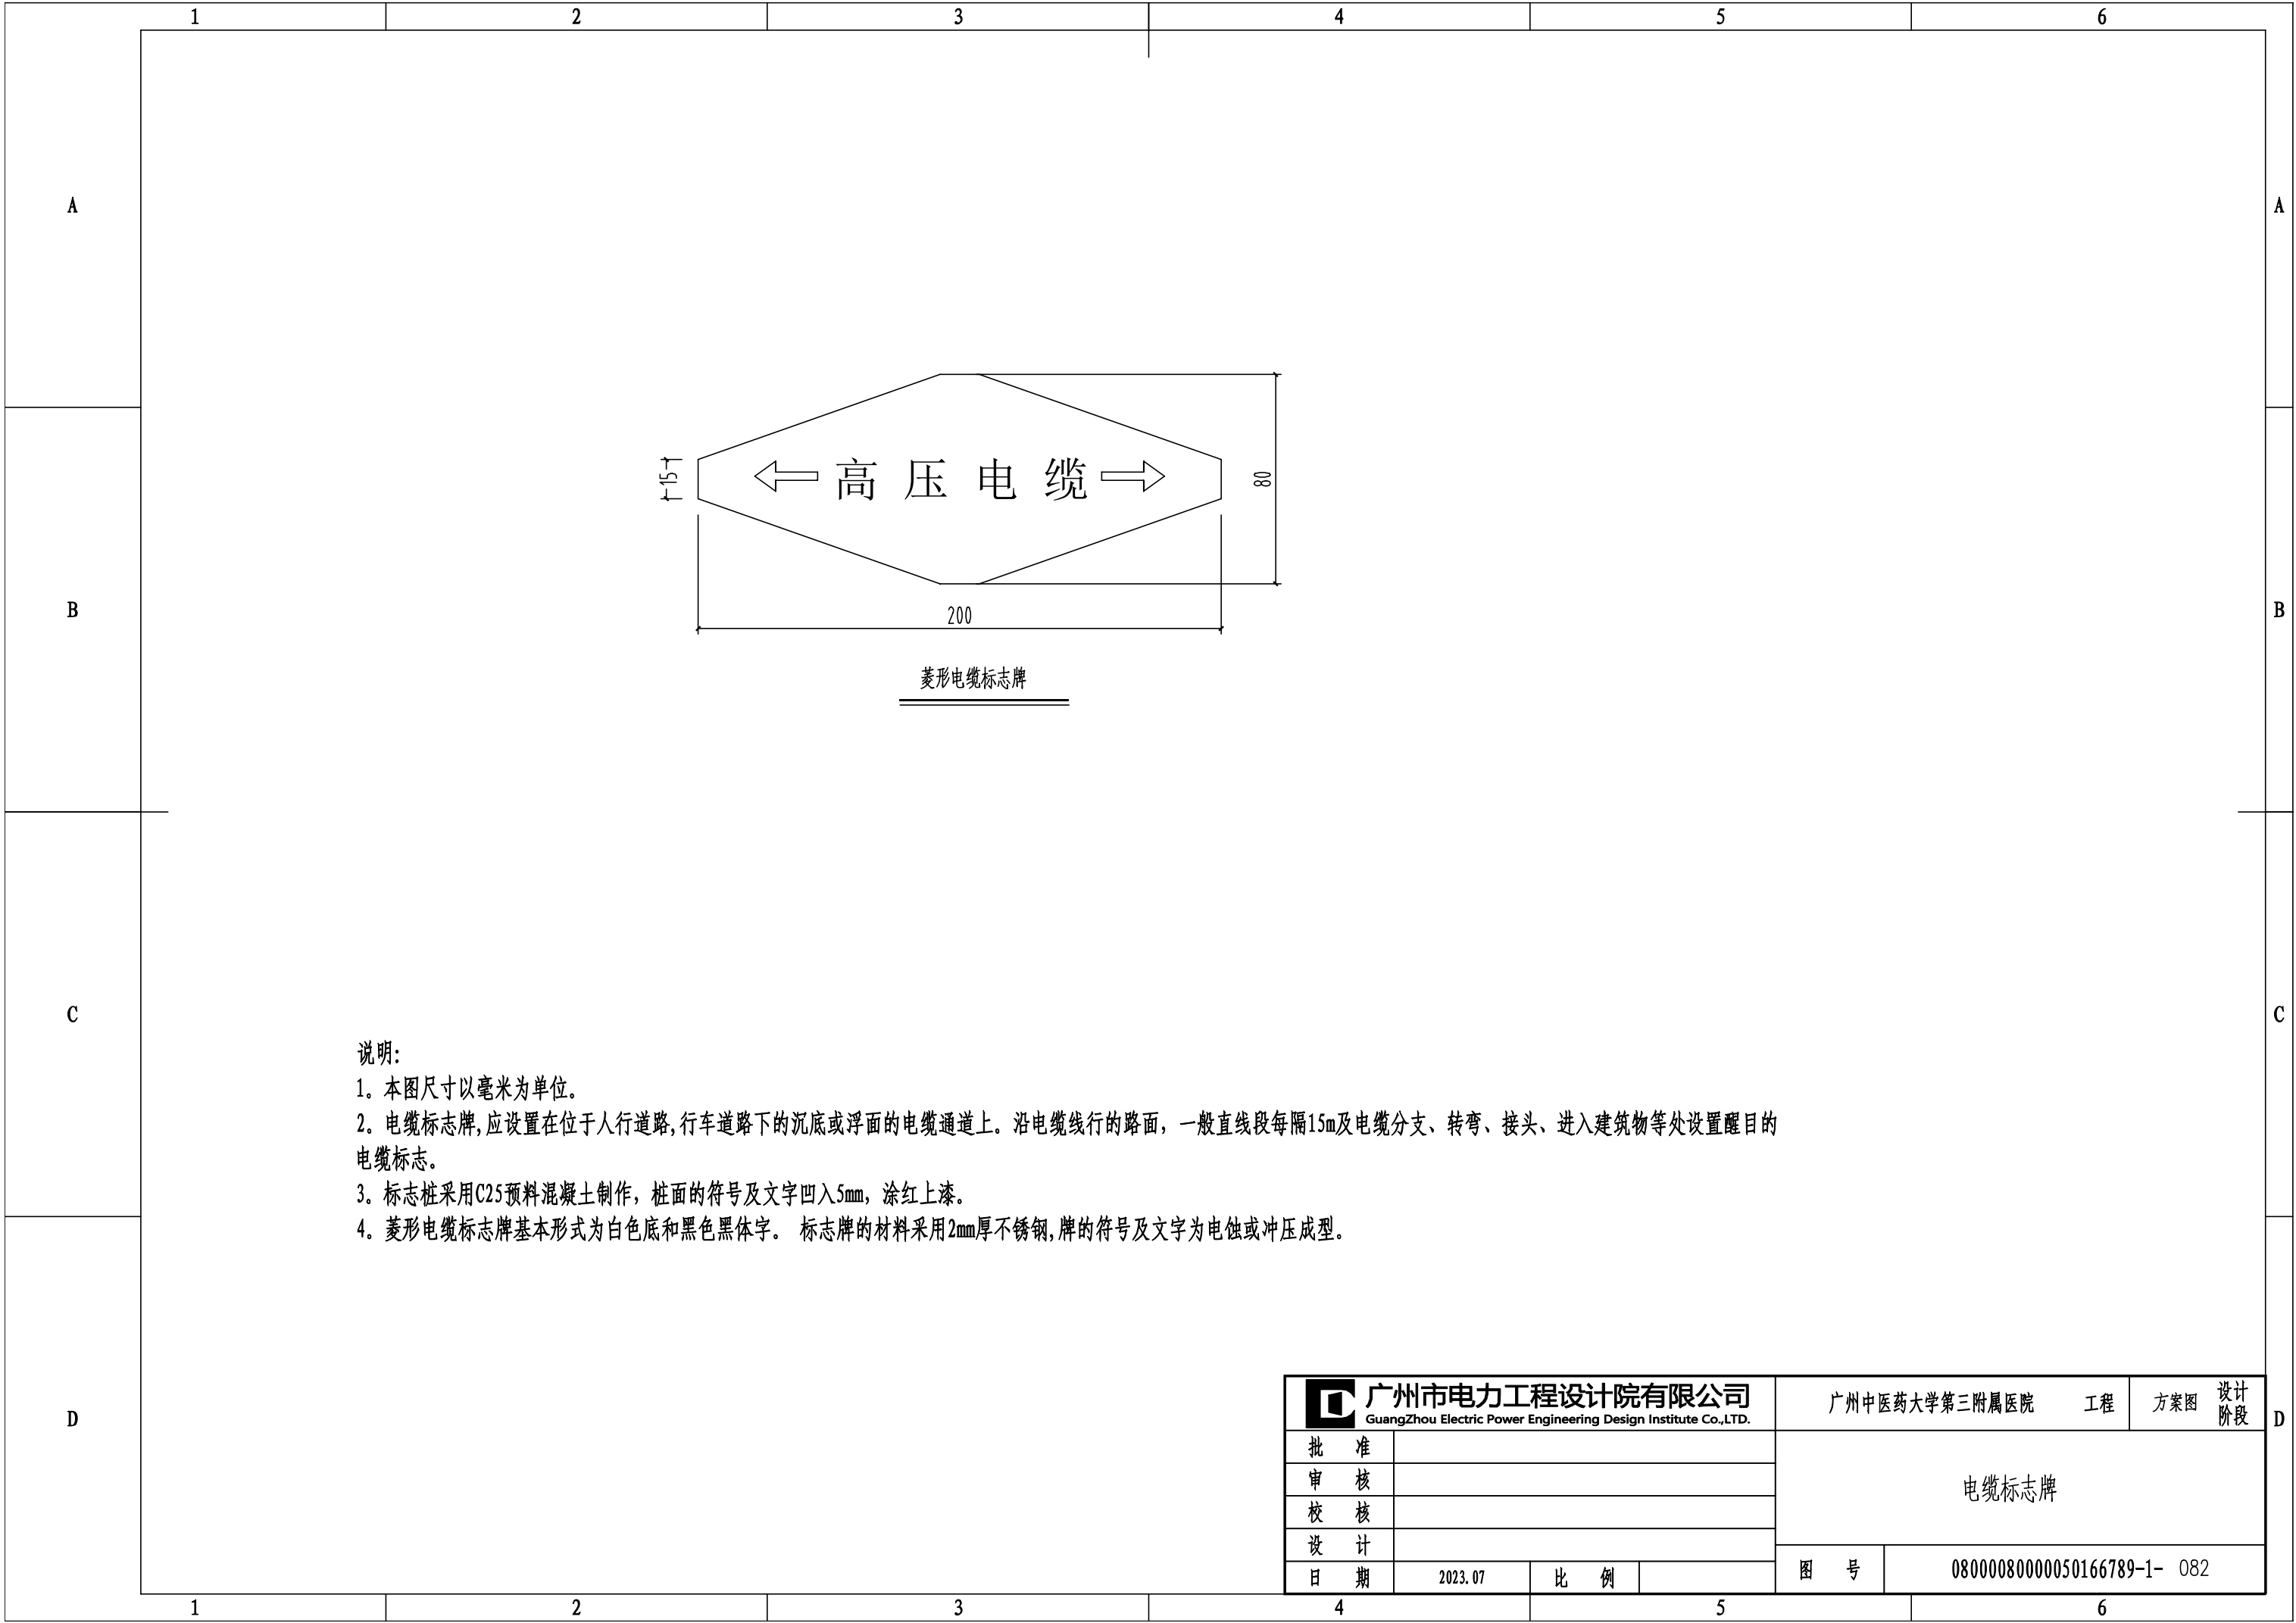 1 2 3 4 5 6
A A
15
高 压 电 缆
80
B B
200
菱形电缆标志牌
C C
说明:
1。本图尺寸以毫米为单位。
2。电缆标志牌,应设置在位于人行道路,行车道路下的沉底或浮面的电缆通道上。沿电缆线行的路面，一般直线段每隔15m及电缆分支、转弯、接头、进入建筑物等处设置醒目的
电缆标志。
3。标志桩采用C25预料混凝土制作，桩面的符号及文字凹入5mm，涂红上漆。
4。菱形电缆标志牌基本形式为白色底和黑色黑体字。 标志牌的材料采用2mm厚不锈钢,牌的符号及文字为电蚀或冲压成型。
D D
广州市电力工程设计院有限公司
GuangZhou Electric Power Engineering Design Institute Co.,LTD.
广州中医药大学第三附属医院 工程 方案图 设计
阶段
批 准
审 核
校 核
设 计
日 期 2023.07 比 例
电缆标志牌
图 号 08000080000050166789-1- 082
1 2 3 4 5 6